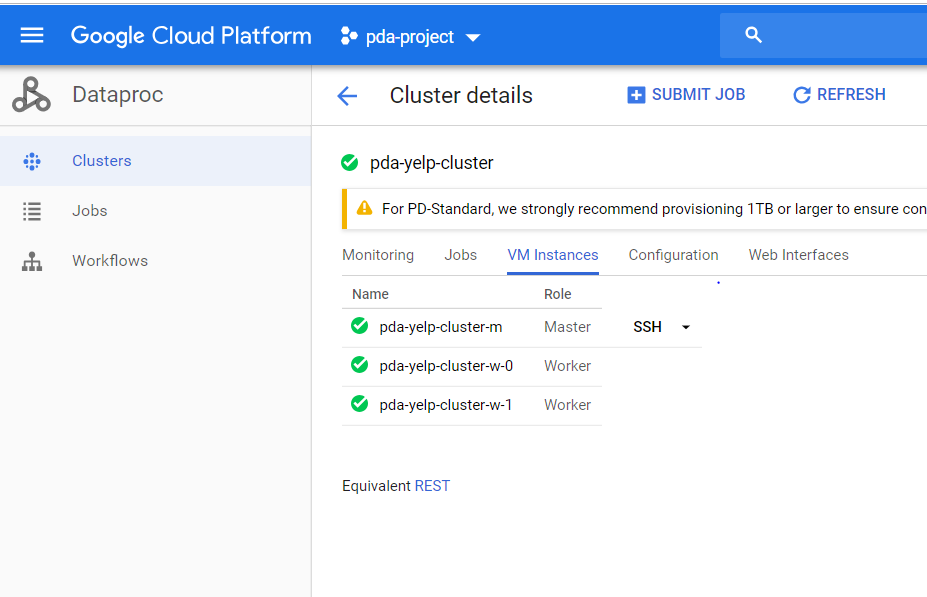 Google Cloud Platform pda-project
Dataproc
Cluster details SUBMIT JOB REFRESH
Clusters
Jobs
Workflows
pda-yelp-cluster
For PD-Standard, we strongly recommend provisioning 1TB or larger to ensure con
Monitoring Jobs VM Instances Configuration Web Interfaces
Name Role
pda-yelp-cluster-m Master SSH
pda-yelp-cluster-w-0 Worker
pda-yelp-cluster-w-1 Worker
Equivalent REST